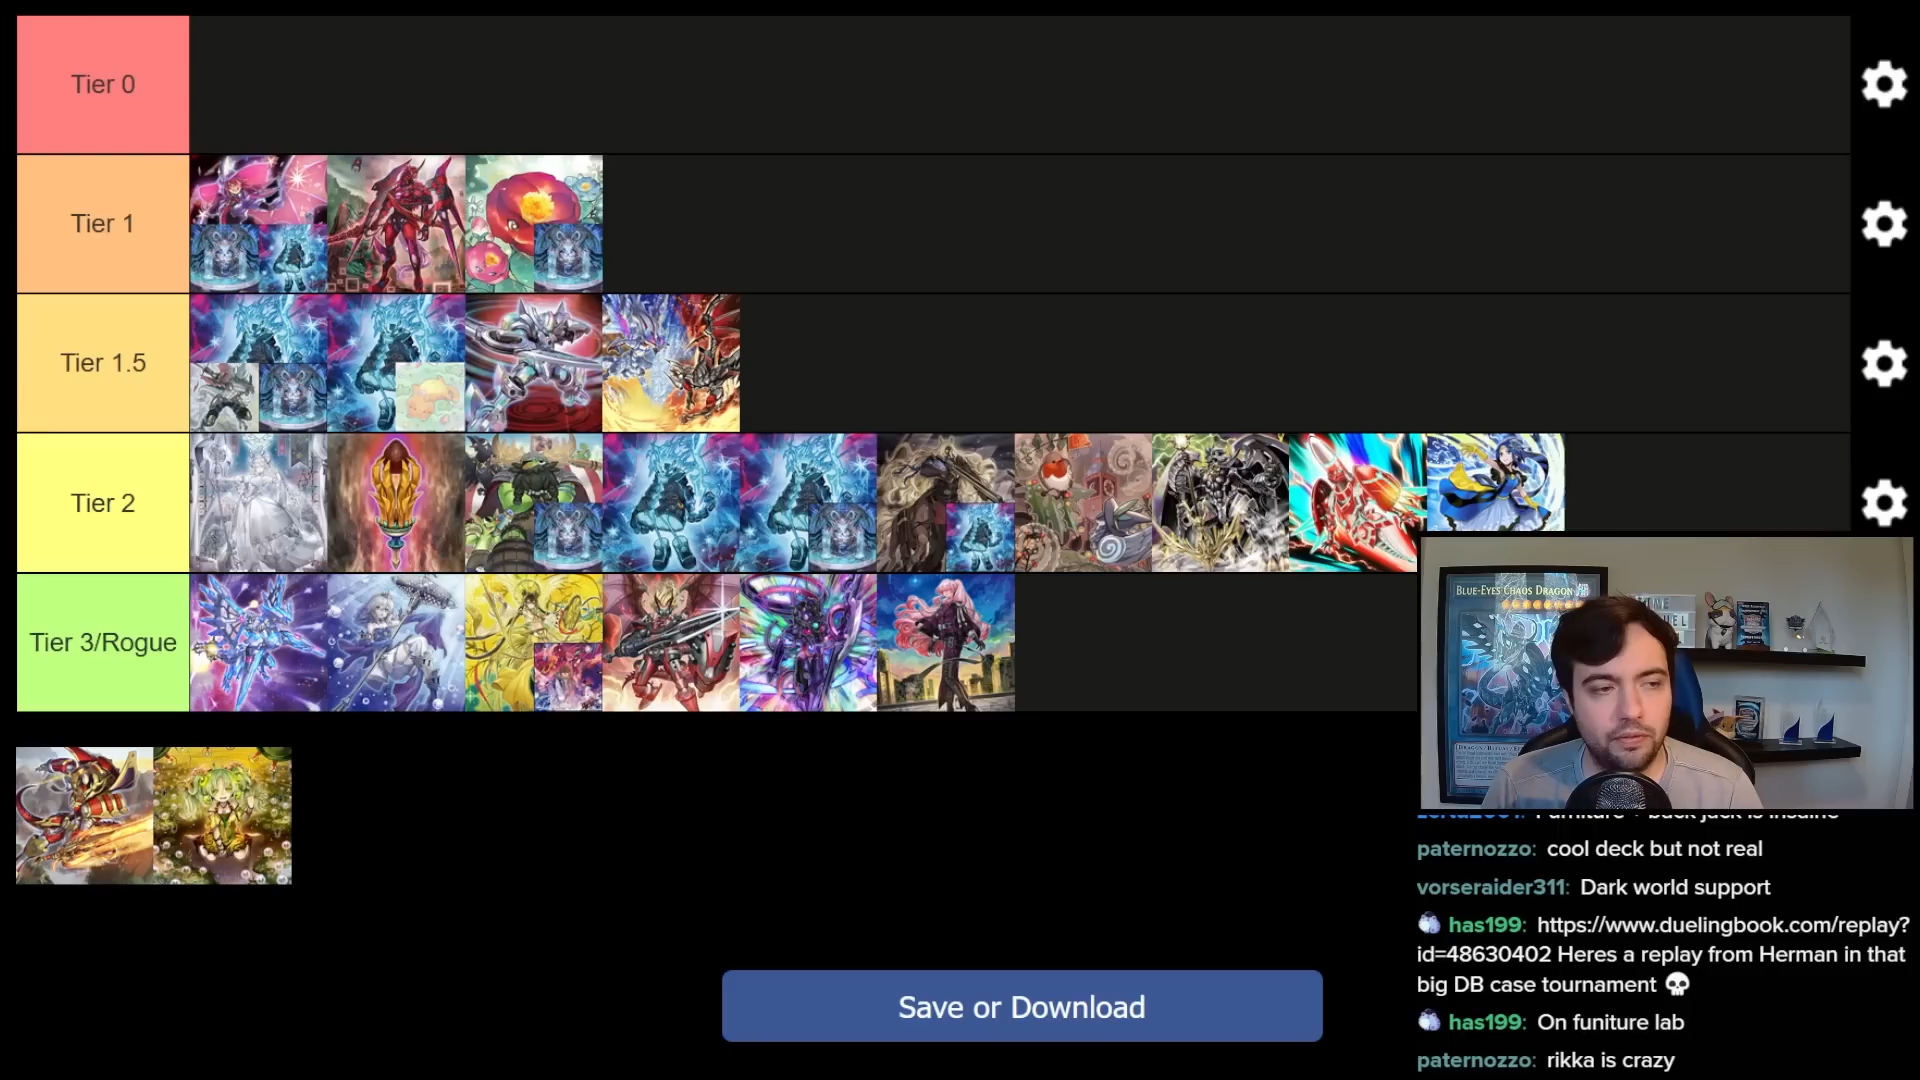 Tier 0
Tier 1
Tier 1.5
Tier 2
Tier 3/Rogue
BLUE-EYES CHAOS DRAGON
Save or Download
paternozzo: cool deck but not real
vorseraider311: Dark world support
has199: https://www.duelingbook.com/replay?
id=48630402 Heres a replay from Herman in that
big DB case tournament
has199: On funiture lab
paternozzo: rikka is crazy